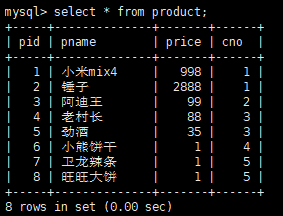 mysql> select * from product;
+-----+-------------+-------+------+
| pid | pname | price | cno |
+-----+-------------+-------+------+
| 1 | 小米mix4 | 998 | 1 |
| 2 | 锤子 | 2888 | 1 |
| 3 | 阿迪王 | 99 | 2 |
| 4 | 老村长 | 88 | 3 |
| 5 | 劲酒 | 35 | 3 |
| 6 | 小熊饼干 | 1 | 4 |
| 7 | 卫龙辣条 | 1 | 5 |
| 8 | 旺旺大饼 | 1 | 5 |
+-----+-------------+-------+------+
8 rows in set (0.00 sec)